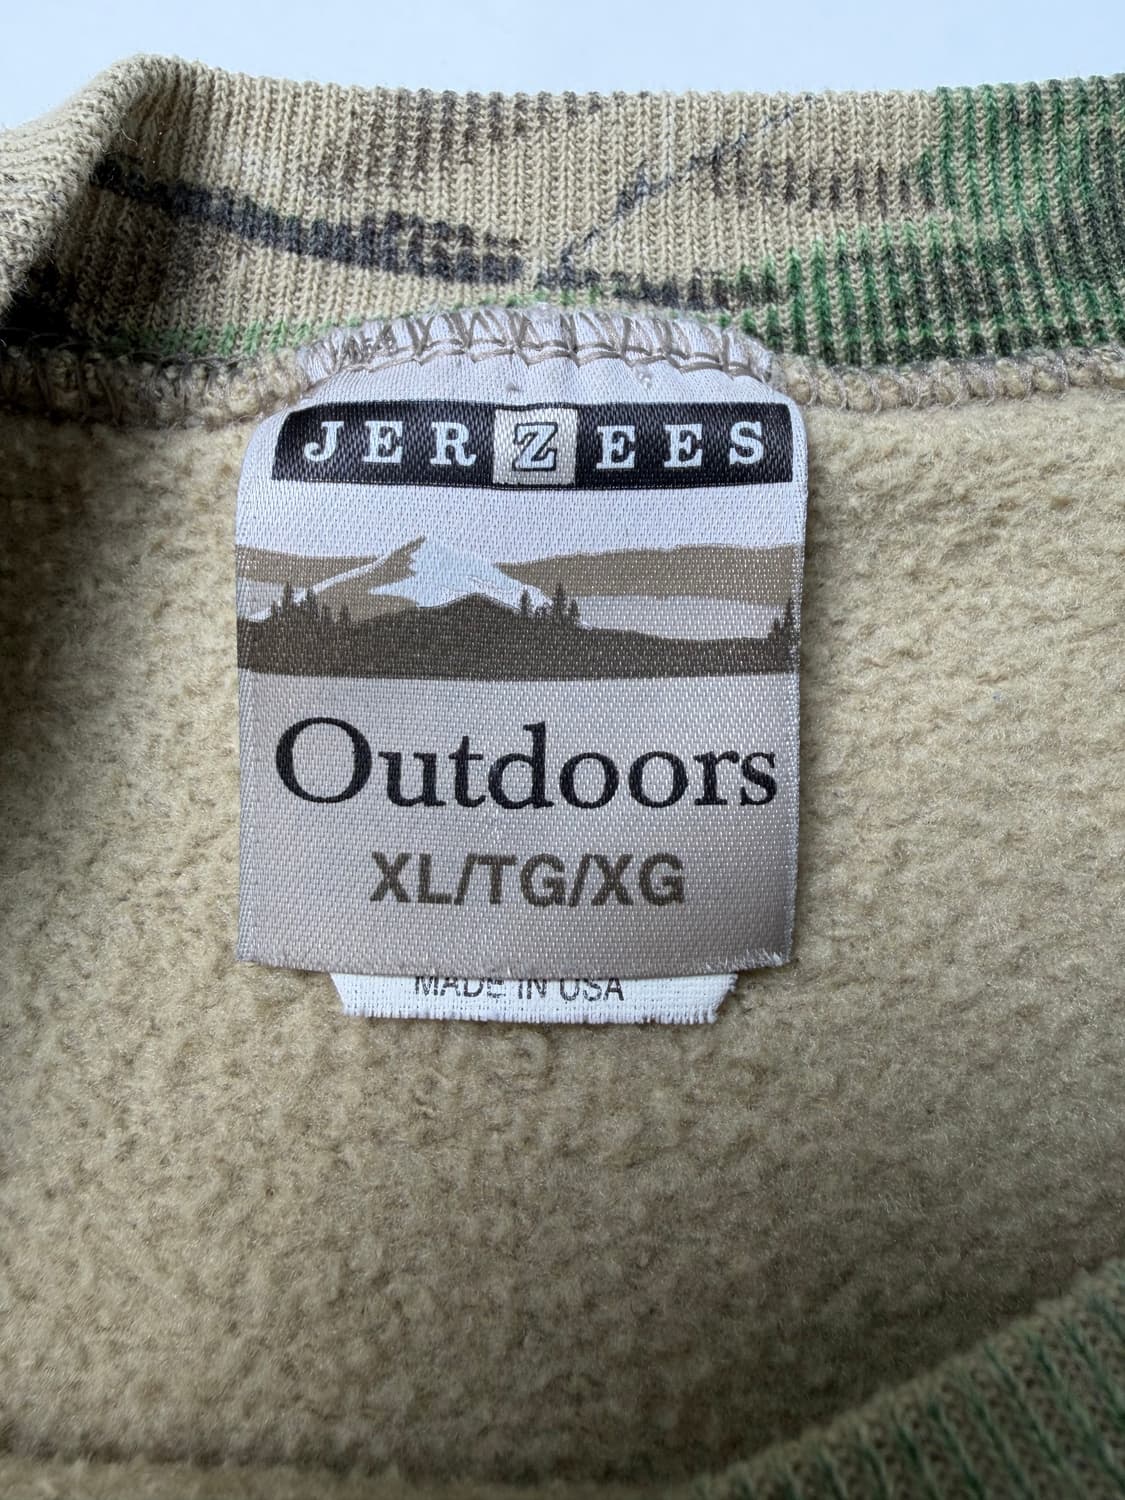 JERZEES
Outdoors
XL/TG/XG
MADE IN USA